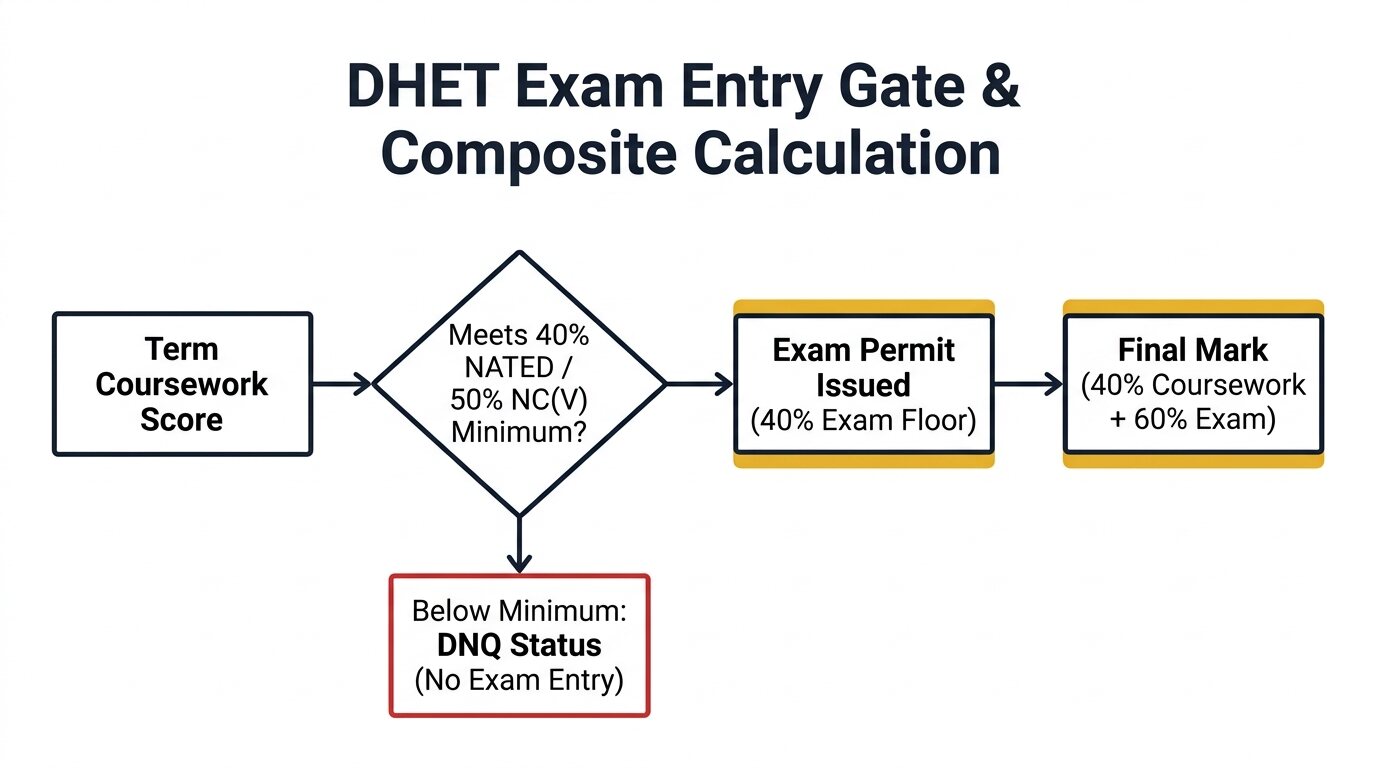 DHET Exam Entry Gate &
Composite Calculation
Term
Coursework
Score
Meets 40%
NATED /
50% NC(V)
Minimum?
Exam Permit
Issued
(40% Exam Floor)
Final Mark
(40% Coursework
+ 60% Exam)
Below Minimum:
DNQ Status
(No Exam Entry)